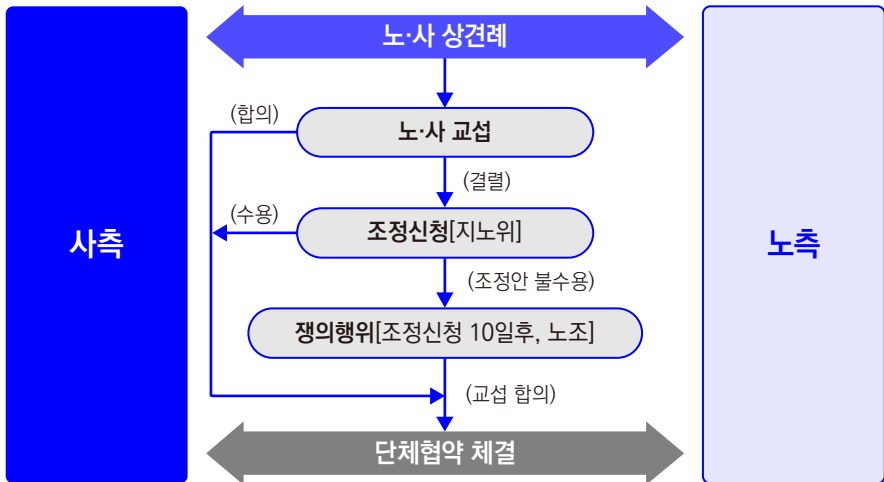 노·사 상견례
(합의)
노·사 교섭
(결렬)
(수용)
조정신청[지노위]
사측
노측
(조정안 불수용)
쟁의행위[조정신청 10일후, 노조]
(교섭 합의)
단체협약 체결